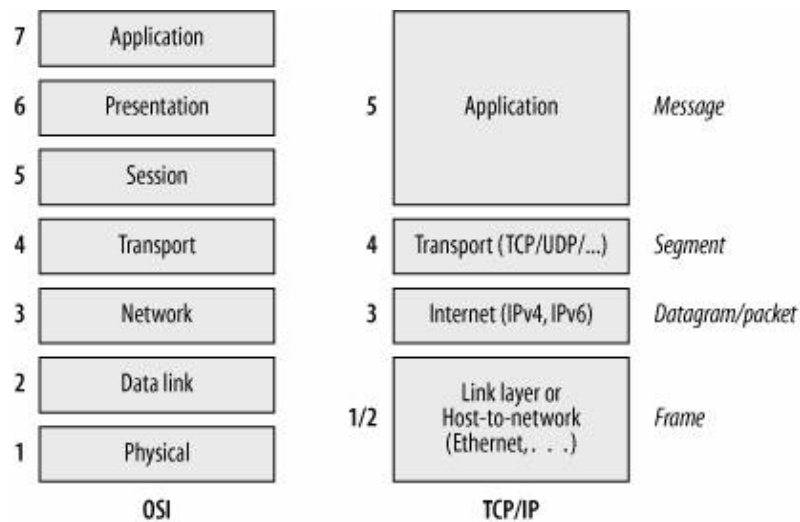 7 Application
6 Presentation
5 Session
4 Transport
3 Network
2 Data link
1 Physical
OSI
5 Application Message
4 Transport (TCP/UDP/...) Segment
3 Internet (IPv4, IPv6) Datagram/packet
Link layer or
1/2 Host-to-network Frame
(Ethernet, . . .)
TCP/IP